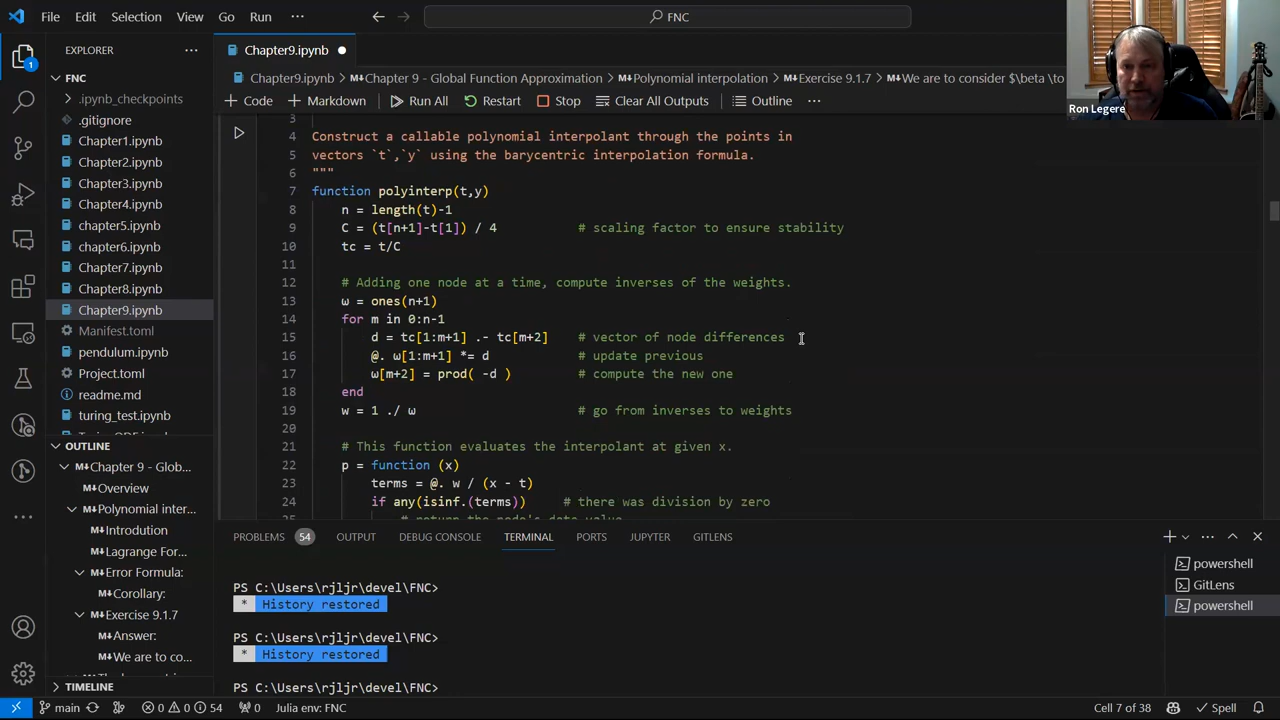 File Edit Selection View Go Run ··· FNC
Ron Legere
EXPLORER ···
FNC
.ipynb_checkpoints
.gitignore
Chapter1.ipynb
Chapter2.ipynb
Chapter3.ipynb
Chapter4.ipynb
chapter5.ipynb
chapter6.ipynb
Chapter7.ipynb
Chapter8.ipynb
Chapter9.ipynb
Manifest.toml
pendulum.ipynb
Project.toml
readme.md
turing_test.ipynb
OUTLINE
Chapter 9 - Glob...
Overview
Polynomial inter...
Introduction
Lagrange For...
Error Formula:
Corollary:
Exercise 9.1.7
Answer:
We are to co...
TIMELINE
Chapter9.ipynb
Chapter9.ipynb > Chapter 9 - Global Function Approximation > Polynomial interpolation > Exercise 9.1.7 > We are to consider $\beta \to
+ Code + Markdown Run All Restart Stop Clear All Outputs Outline ···
3
4 Construct a callable polynomial interpolant through the points in
5 vectors `t`,`y` using the barycentric interpolation formula.
6 """
7 function polyinterp(t,y)
8 n = length(t)-1
9 C = (t[n+1]-t[1]) / 4 # scaling factor to ensure stability
10 tc = t/C
11
12 # Adding one node at a time, compute inverses of the weights.
13 ω = ones(n+1)
14 for m in 0:n-1
15 d = tc[1:m+1] .- tc[m+2] # vector of node differences
16 @. ω[1:m+1] *= d # update previous
17 ω[m+2] = prod( -d ) # compute the new one
18 end
19 w = 1 ./ ω # go from inverses to weights
20
21 # This function evaluates the interpolant at given x.
22 p = function (x)
23 terms = @. w / (x - t)
24 if any(isinf.(terms)) # there was division by zero
# return the node's data value
PROBLEMS 54 OUTPUT DEBUG CONSOLE TERMINAL PORTS JUPYTER GITLENS
PS C:\Users\rjljr\devel\FNC>
* History restored
PS C:\Users\rjljr\devel\FNC>
* History restored
PS C:\Users\rjljr\devel\FNC>
powershell
GitLens
powershell
main 0 0 54 0 Julia env: FNC Cell 7 of 38 Spell